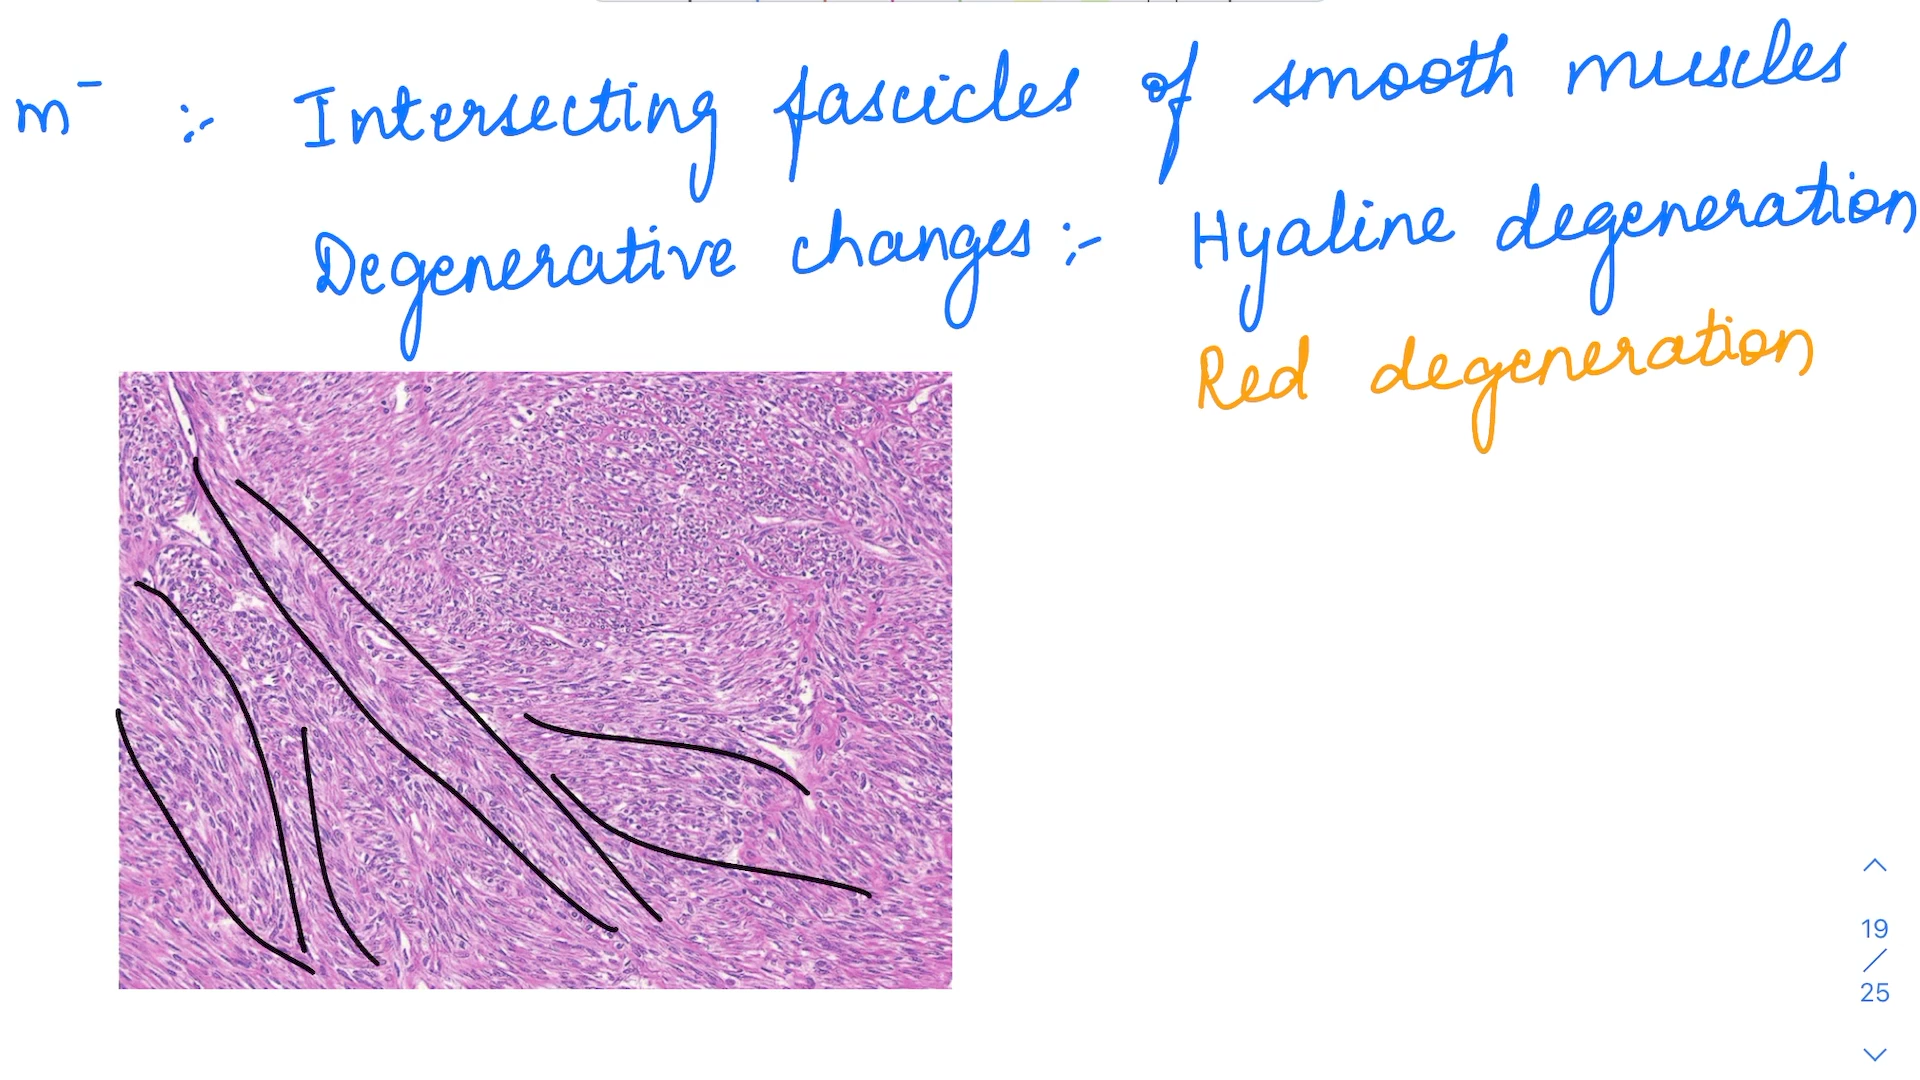 m⁻ :- Intersecting fascicles of smooth muscles
Degenerative changes :- Hyaline degeneration
Red degeneration
19
/
25